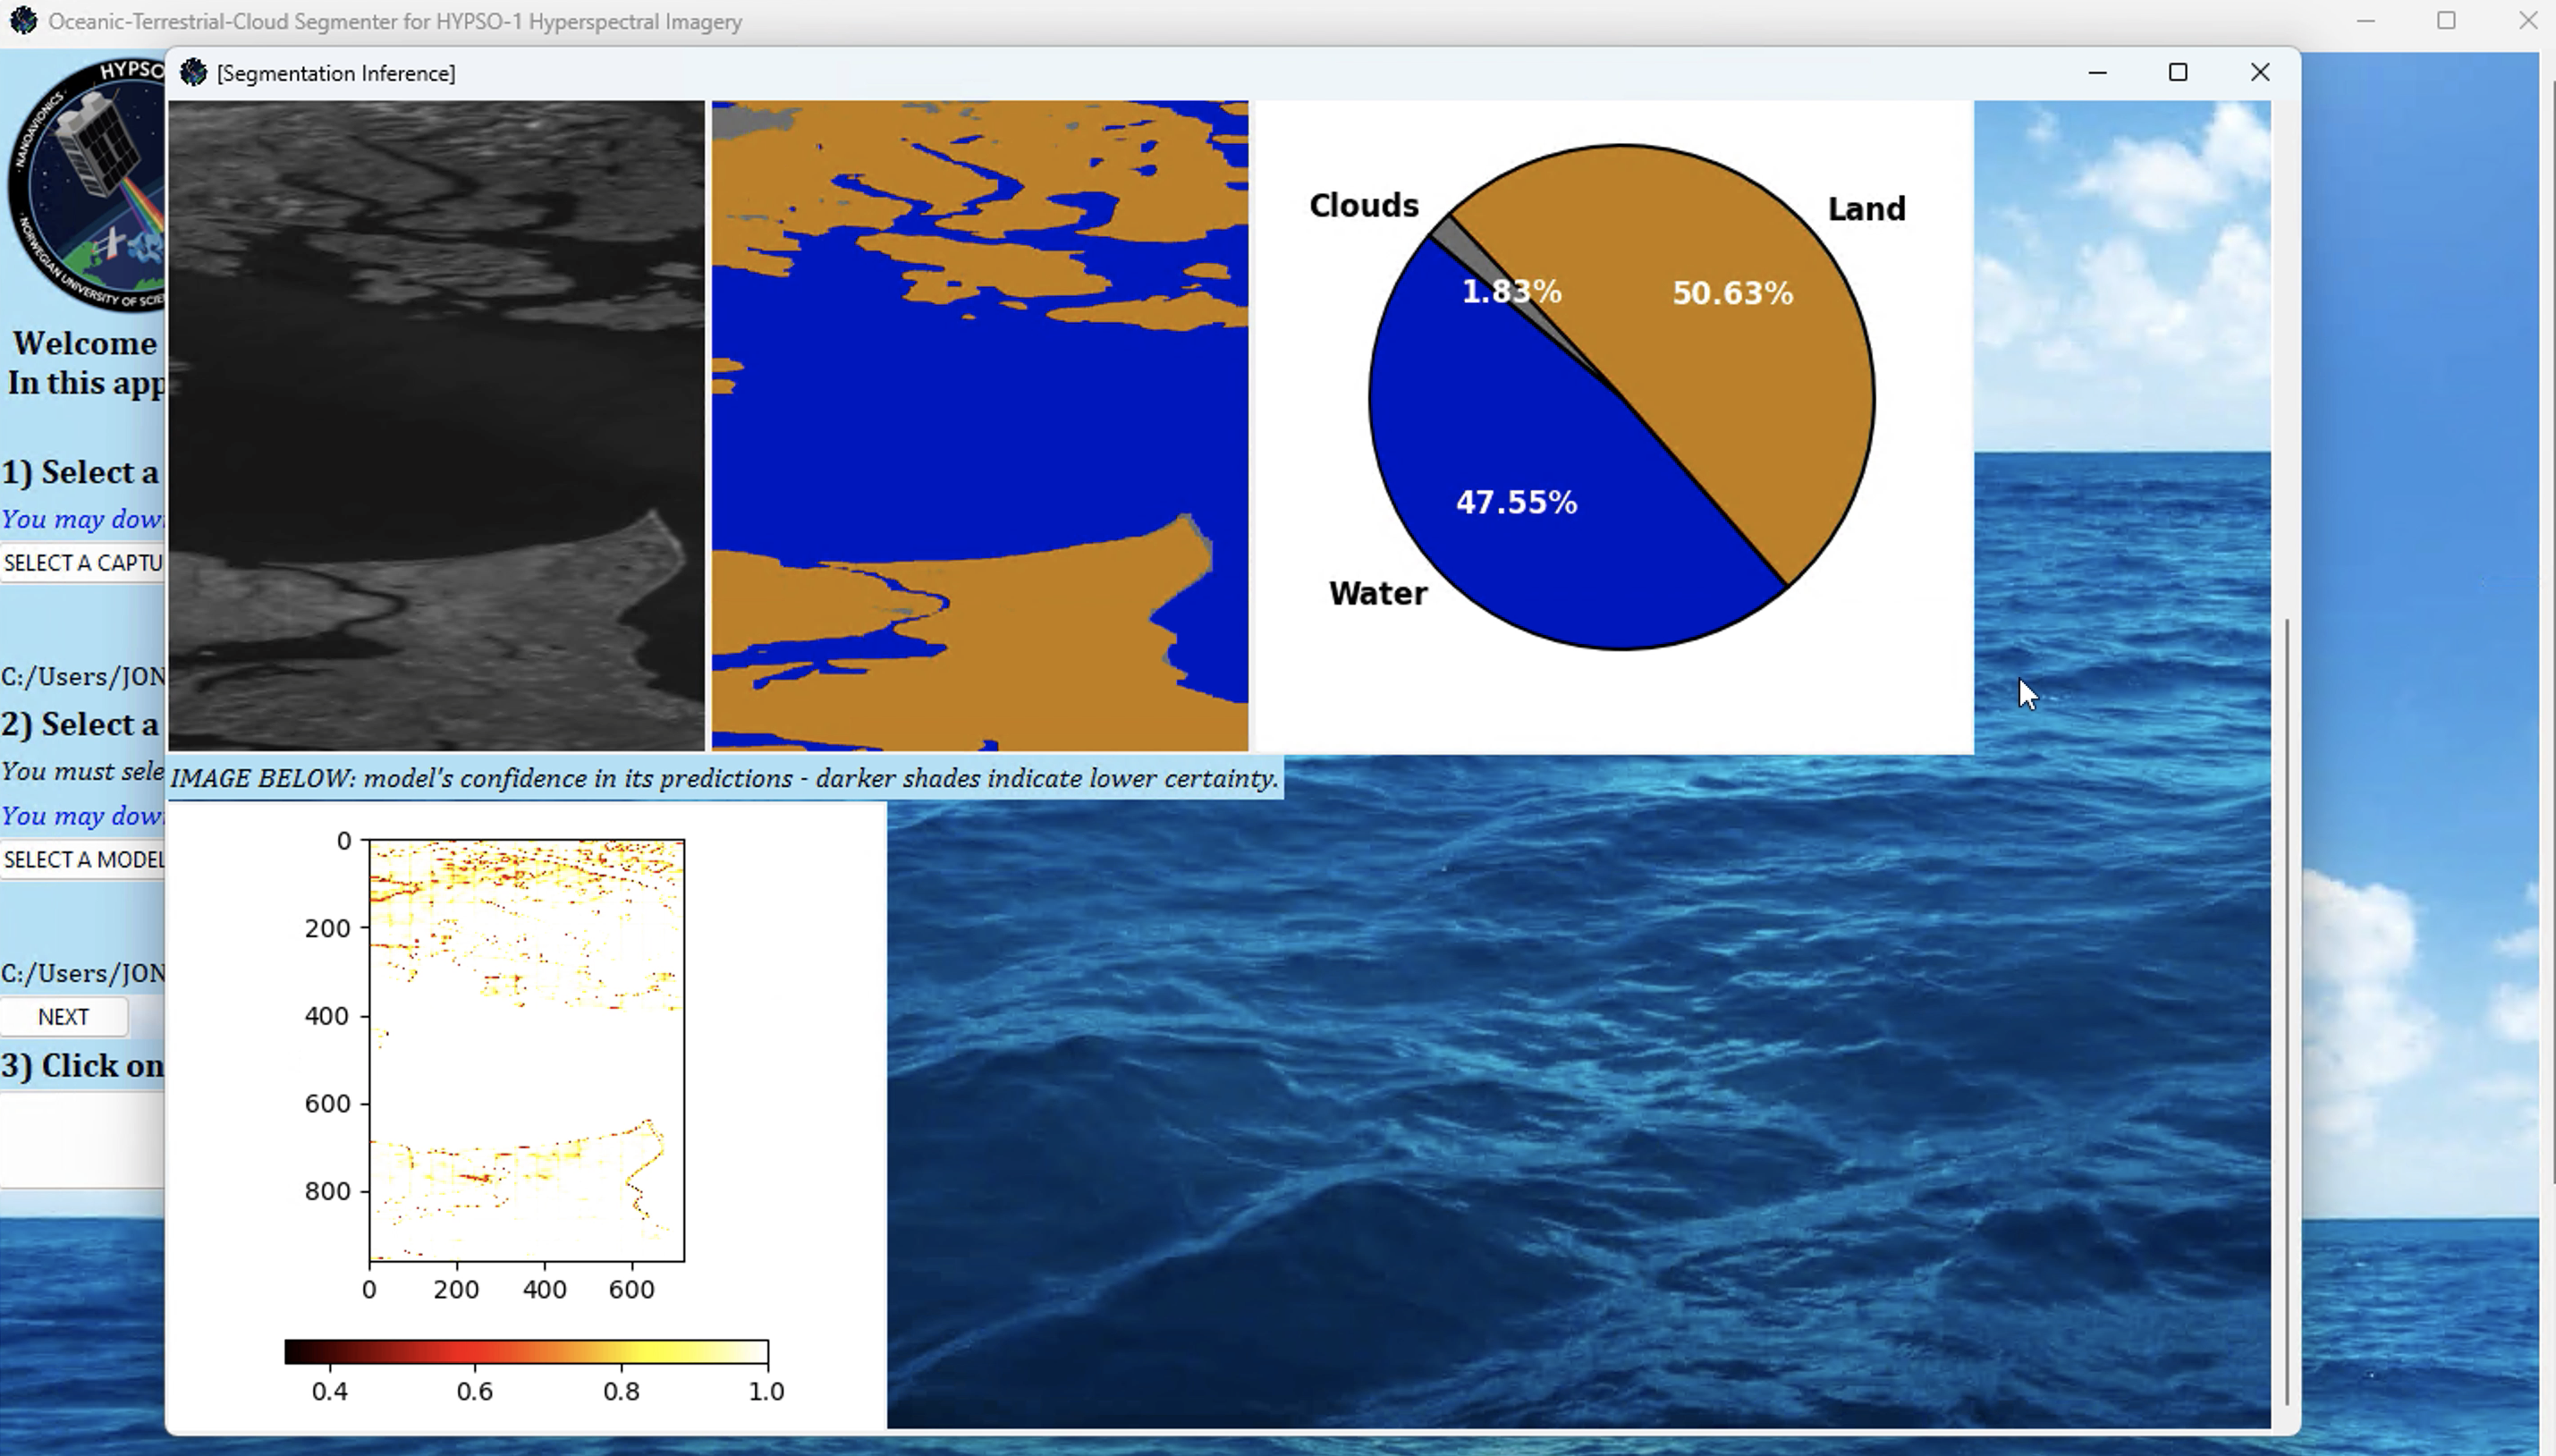 Oceanic-Terrestrial-Cloud Segmenter for HYPSO-1 Hyperspectral Imagery
[Segmentation Inference]
HYPSO
NANOAVIONICS
NORWEGIAN UNIVERSITY OF SCIE
Welcome
In this app
1) Select a
You may down
SELECT A CAPTU
C:/Users/JON
2) Select a
You must sele
You may down
SELECT A MODEL
C:/Users/JON
NEXT
3) Click on
Clouds
Land
1.83%
50.63%
47.55%
Water
IMAGE BELOW: model's confidence in its predictions - darker shades indicate lower certainty.
0
200
400
600
800
0 200 400 600
0.4 0.6 0.8 1.0